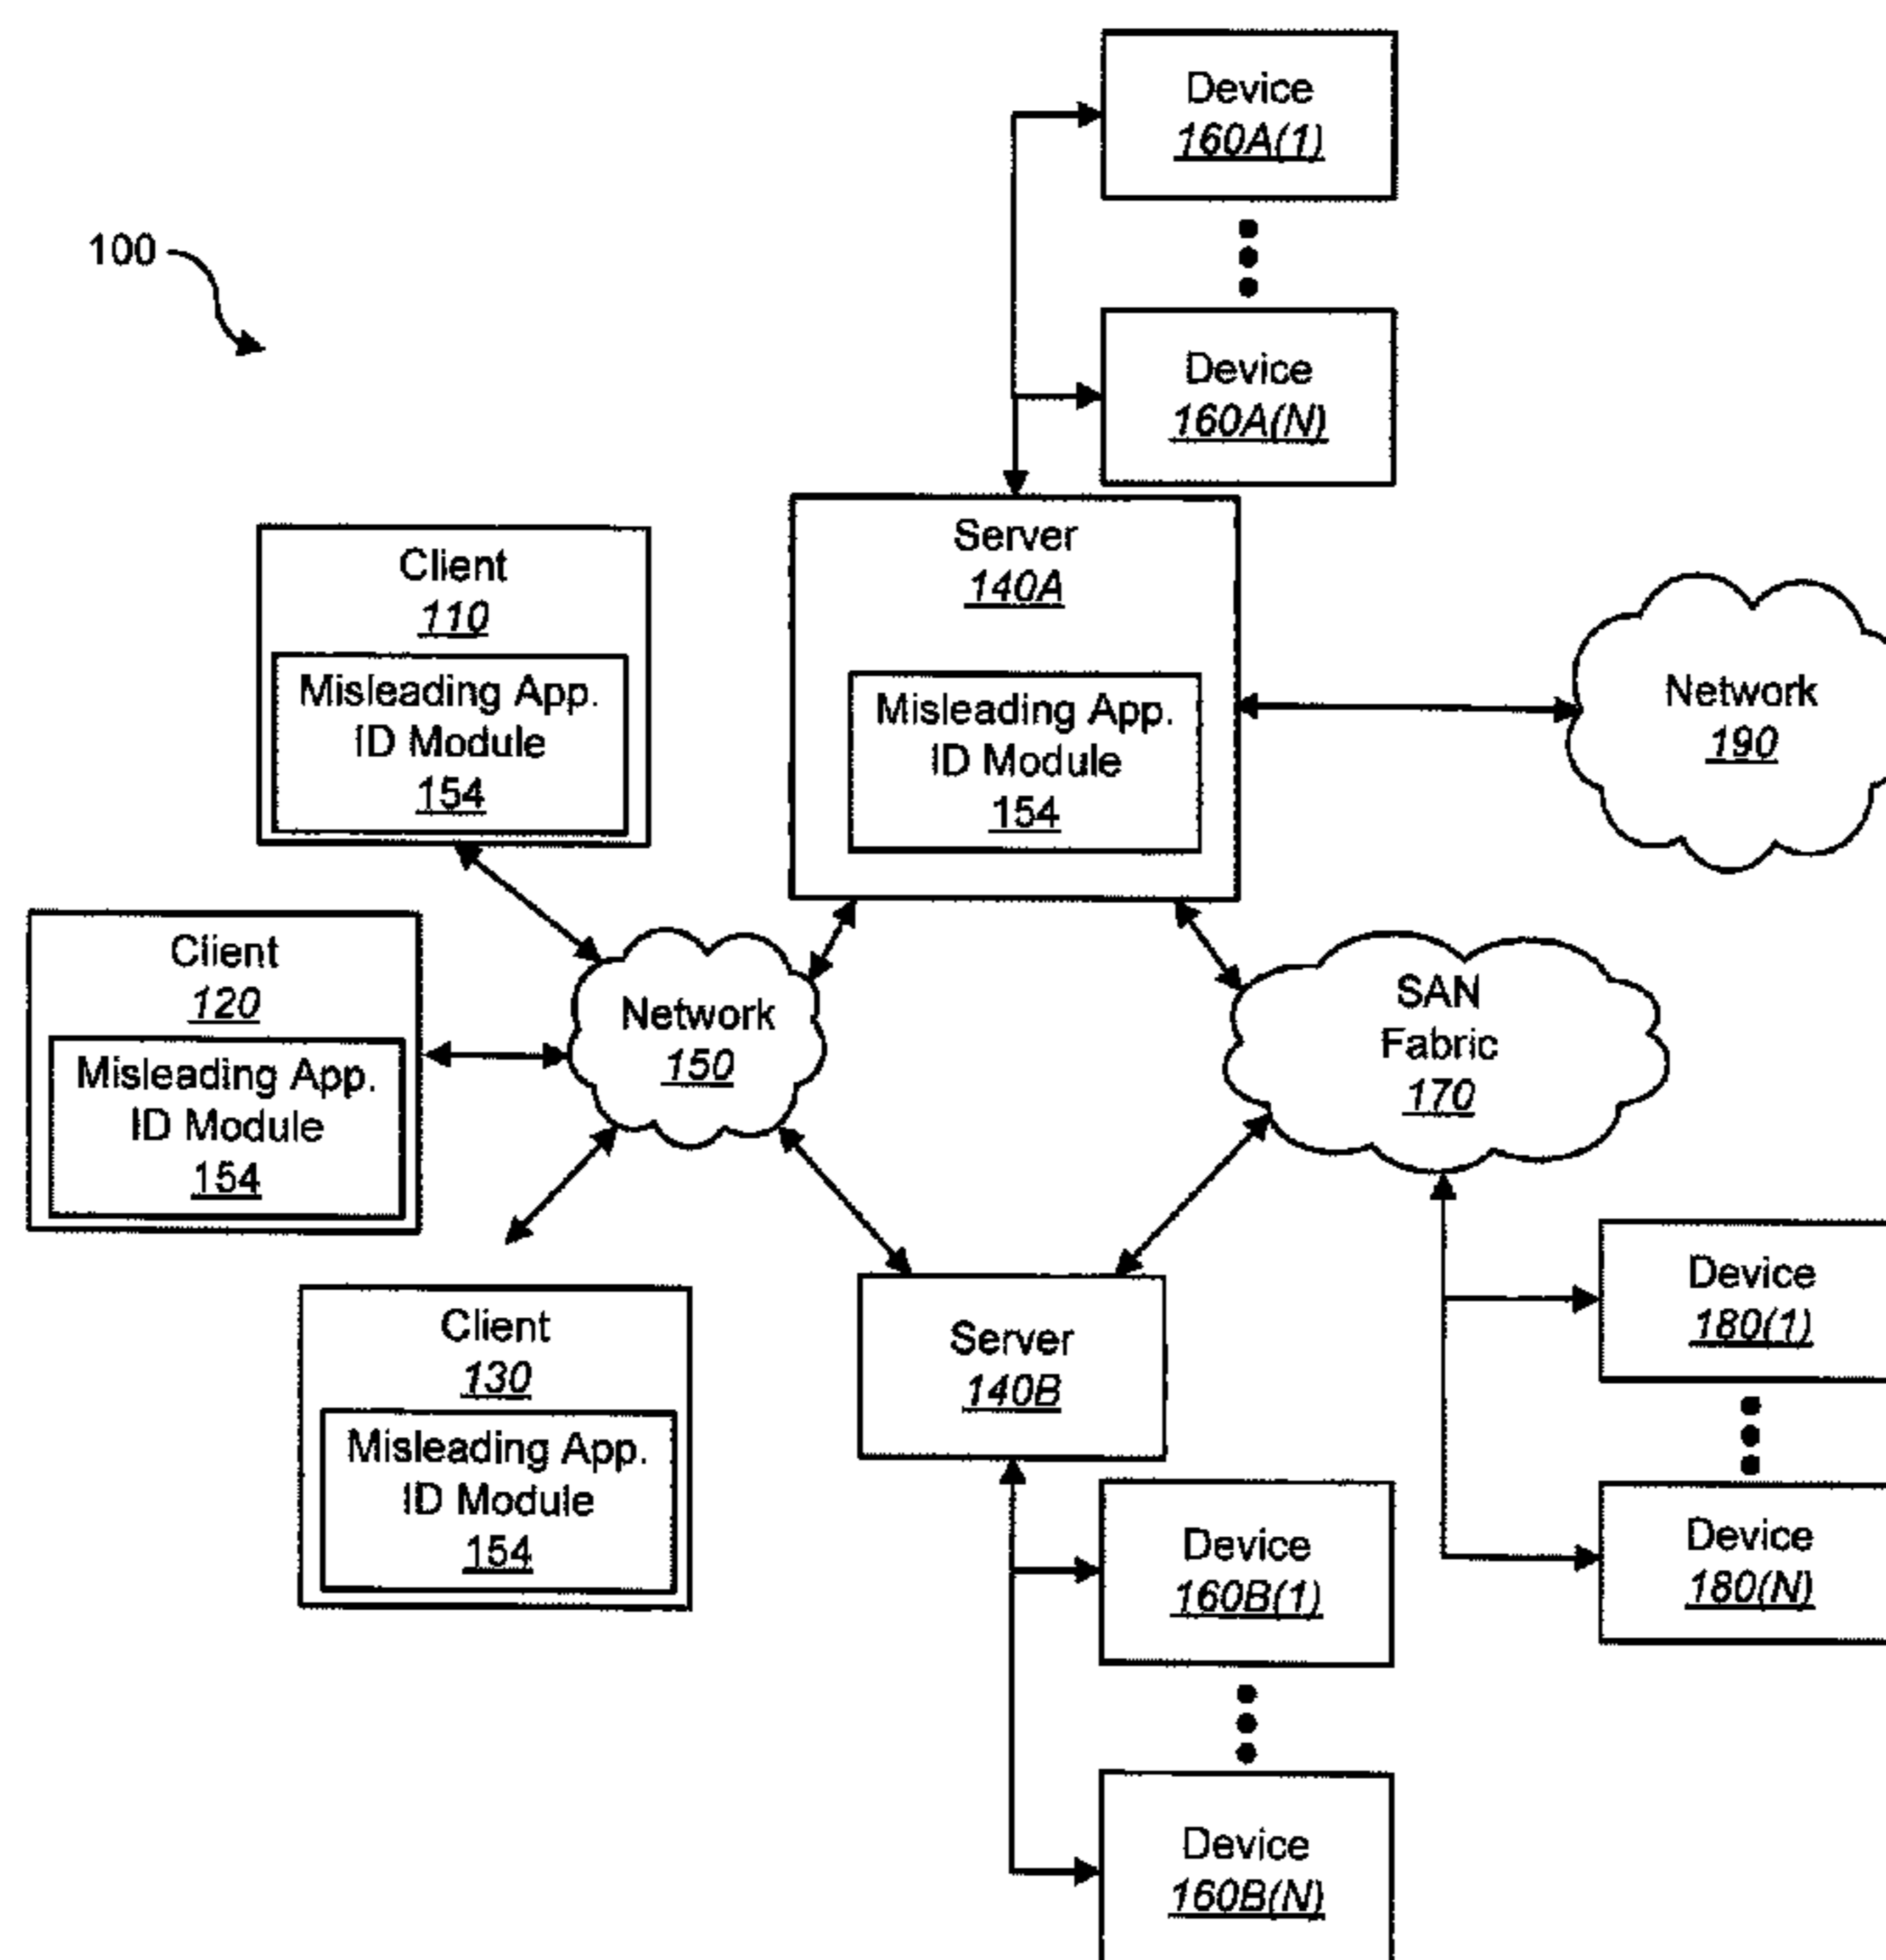 Device
160A(1)
100
Device
160A(N)
Server
140A
Client
110
Misleading App.
ID Module
154
Misleading App.
ID Module
154
Network
190
Client
120
Misleading App.
ID Module
154
Network
150
SAN
Fabric
170
Client
130
Misleading App.
ID Module
154
Server
140B
Device
180(1)
Device
180(N)
Device
160B(1)
Device
160B(N)